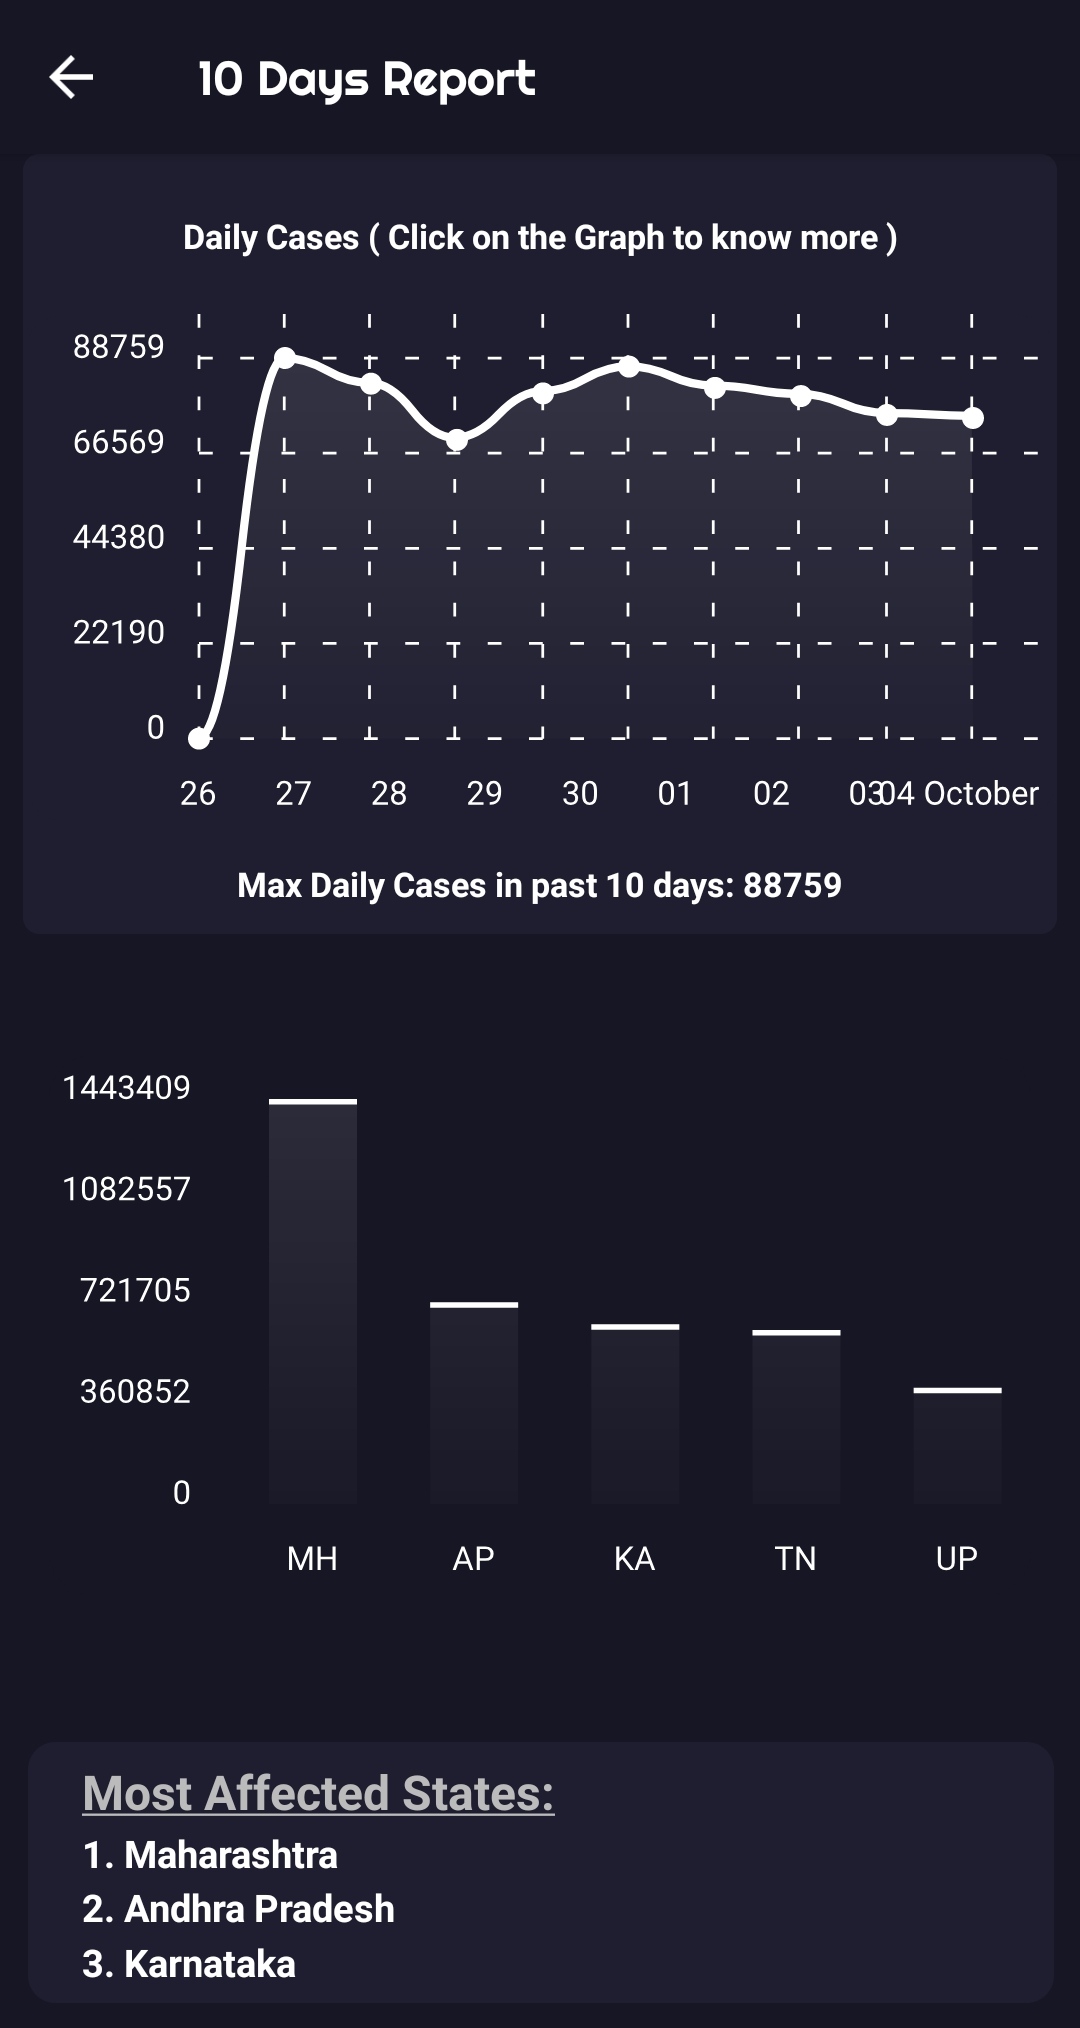 10 Days Report
Daily Cases ( Click on the Graph to know more )
88759
66569
44380
22190
0
26 27 28 29 30 01 02 03 04 October
Max Daily Cases in past 10 days: 88759
1443409
1082557
721705
360852
0
MH AP KA TN UP
Most Affected States:
1. Maharashtra
2. Andhra Pradesh
3. Karnataka